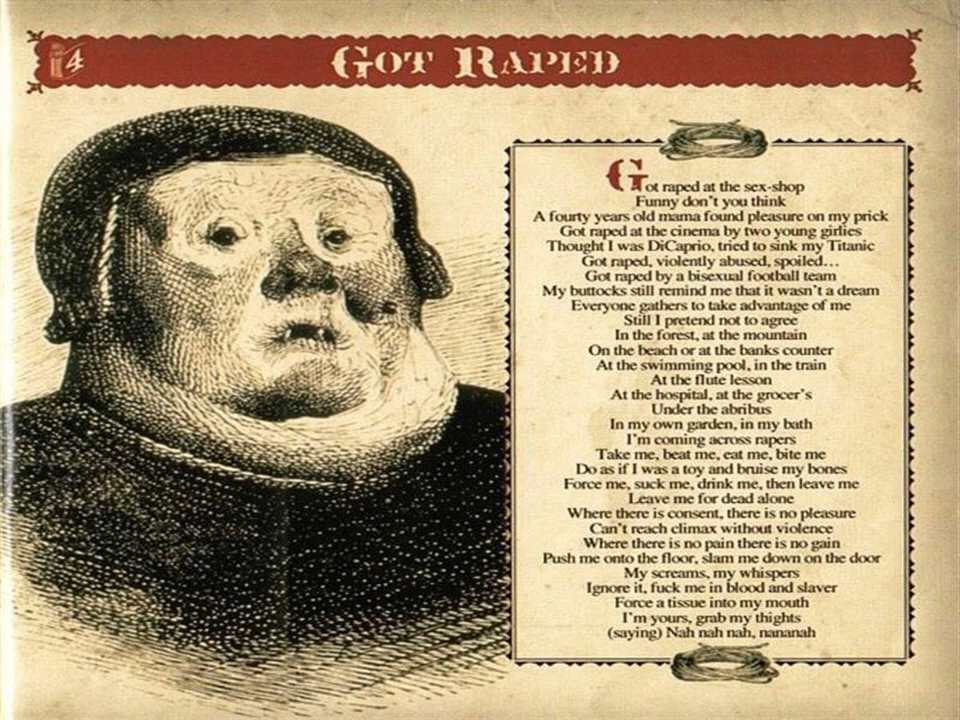 4
GOT RAPED
Got raped at the sex-shop
Funny don't you think
A fourty years old mama found pleasure on my prick
Got raped at the cinema by two young girlies
Thought I was DiCaprio, tried to sink my Titanic
Got raped, violently abused, spoiled…
Got raped by a bisexual football team
My buttocks still remind me that it wasn't a dream
Everyone gathers to take advantage of me
Still I pretend not to agree
In the forest, at the mountain
On the beach or at the banks counter
At the swimming pool, in the train
At the flute lesson
At the hospital, at the grocer's
Under the abribus
In my own garden, in my bath
I'm coming across rapers
Take me, beat me, eat me, bite me
Do as if I was a toy and bruise my bones
Force me, suck me, drink me, then leave me
Leave me for dead alone
Where there is consent, there is no pleasure
Can't reach climax without violence
Where there is no pain there is no gain
Push me onto the floor, slam me down on the door
My screams, my whispers
Ignore it, fuck me in blood and slaver
Force a tissue into my mouth
I'm yours, grab my thights
(saying) Nah nah nah, nananah